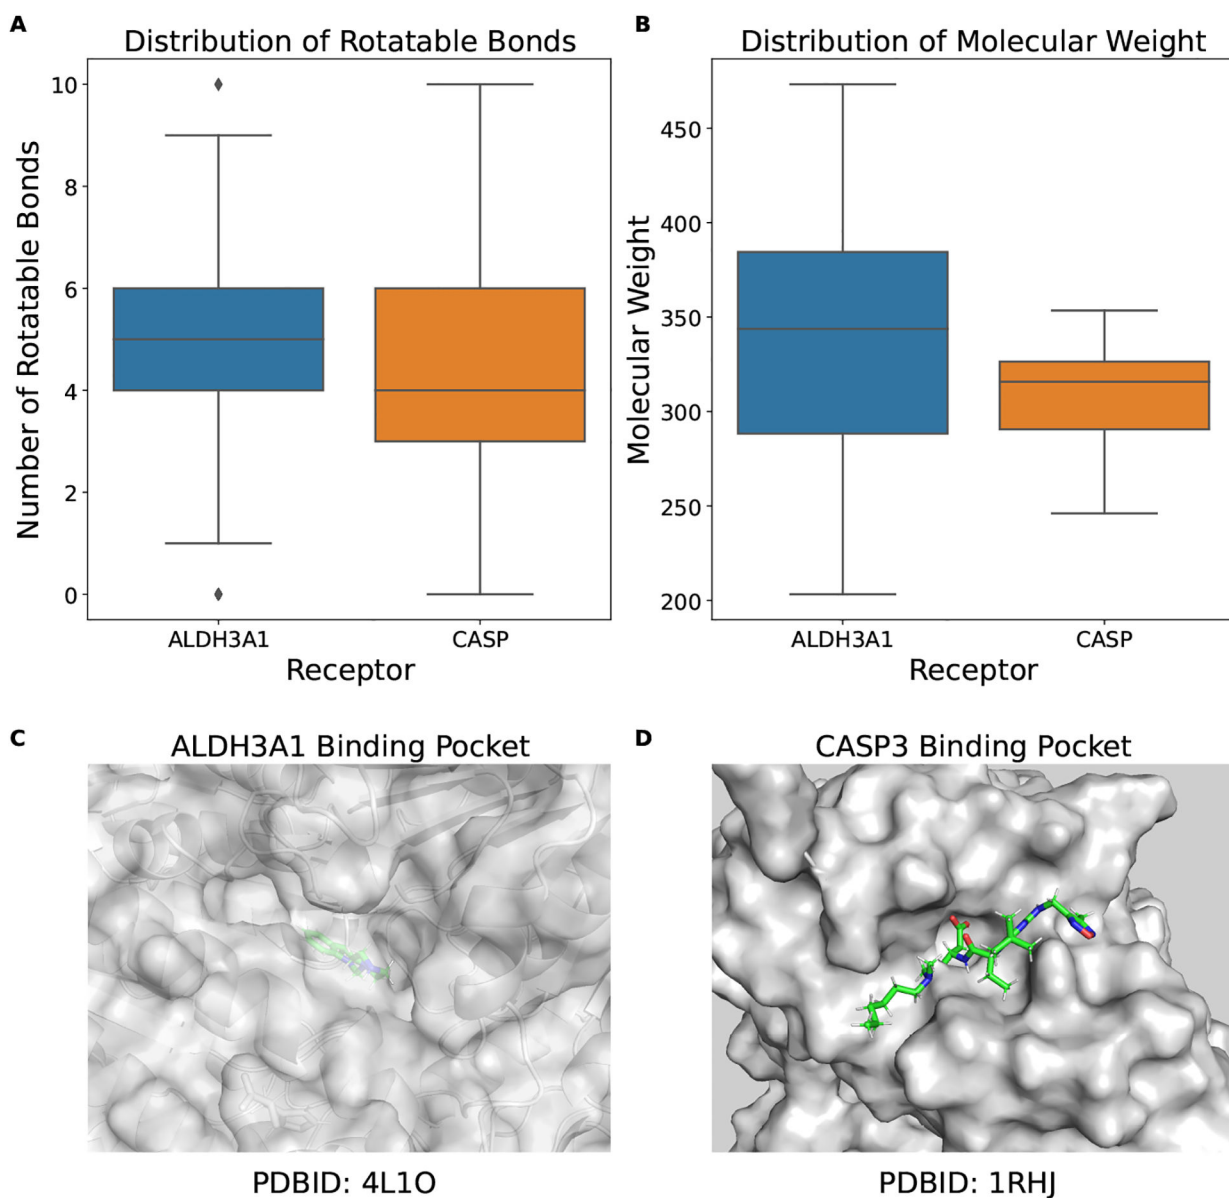 A
Distribution of Rotatable Bonds
Number of Rotatable Bonds
10
8
6
4
2
0
ALDH3A1
CASP
Receptor
B
Distribution of Molecular Weight
Molecular Weight
450
400
350
300
250
200
ALDH3A1
CASP
Receptor
C
ALDH3A1 Binding Pocket
PDBID: 4L1O
D
CASP3 Binding Pocket
PDBID: 1RHJ